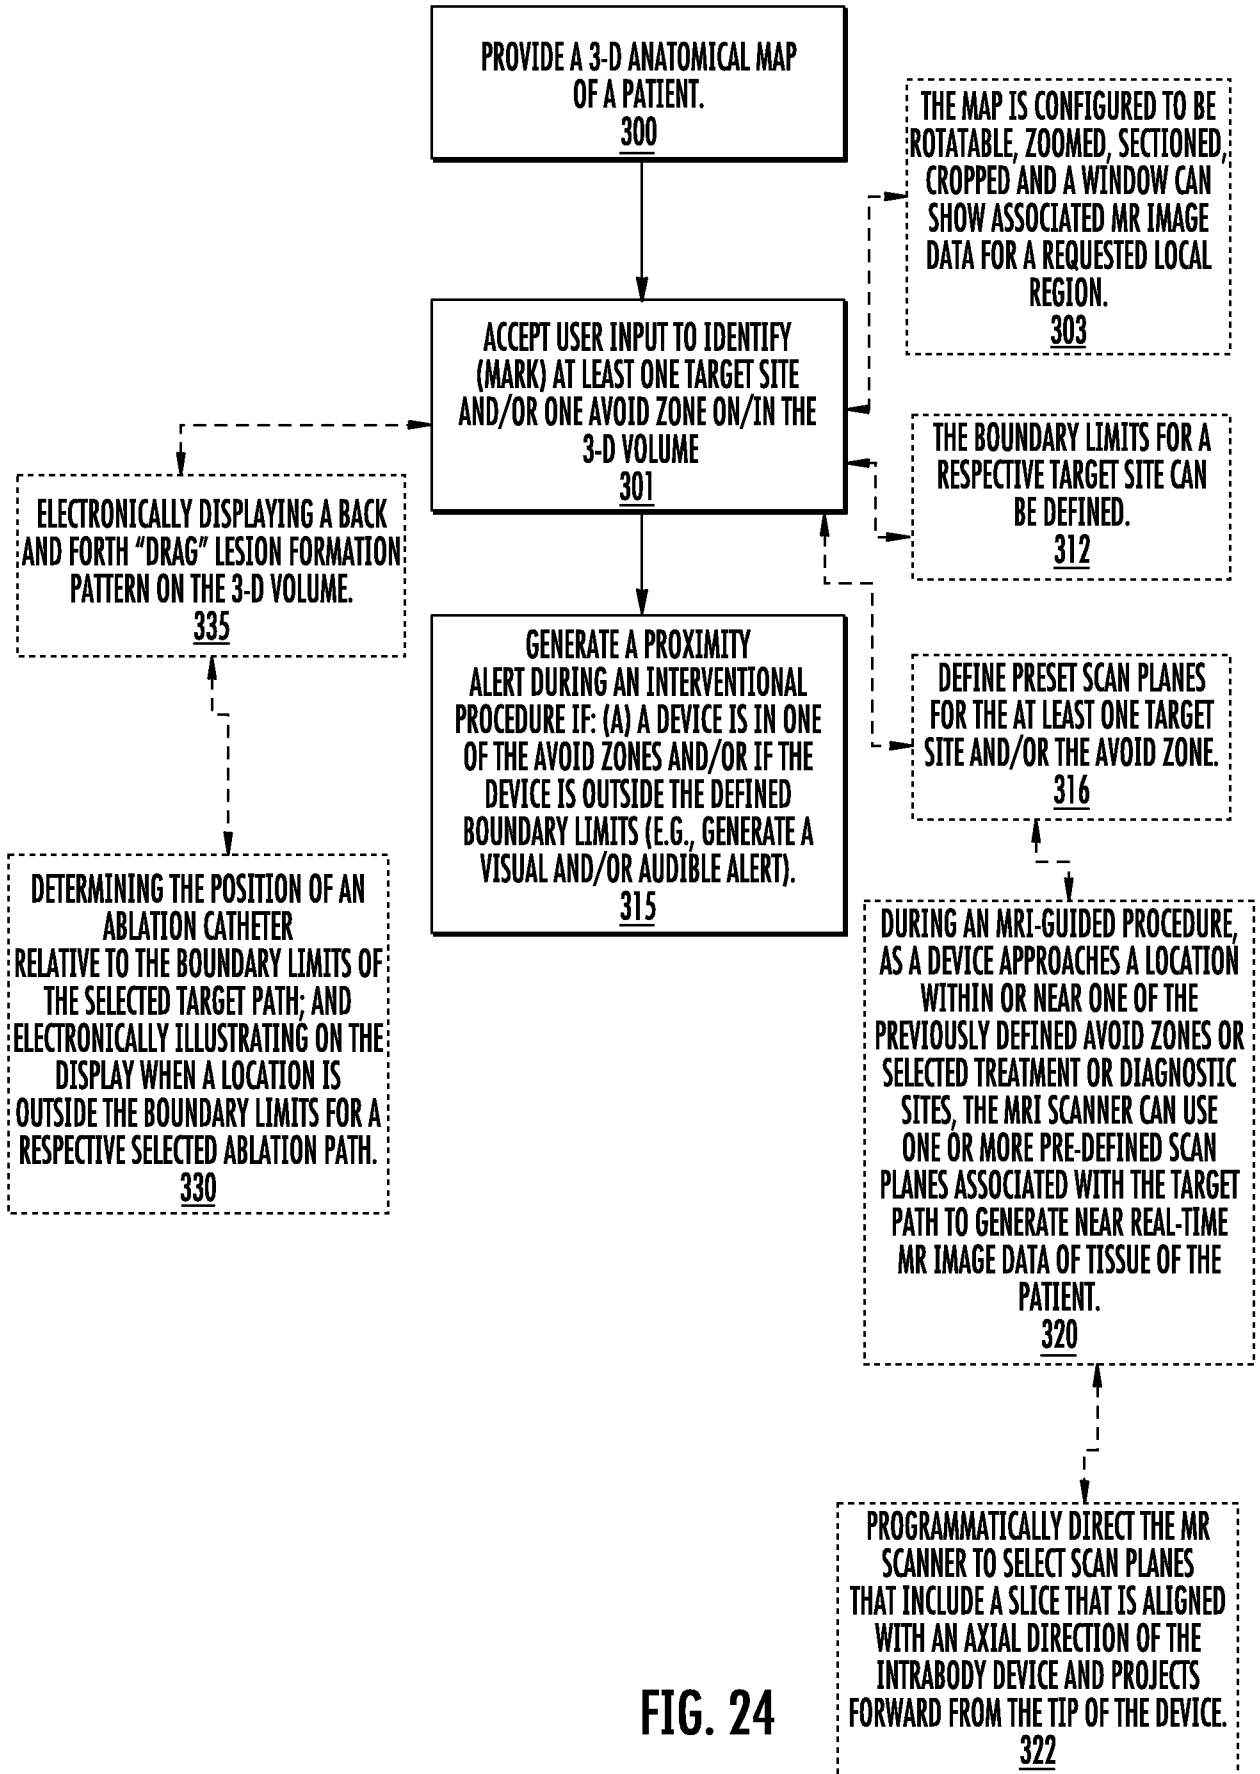 PROVIDE A 3-D ANATOMICAL MAP
OF A PATIENT.
300
THE MAP IS CONFIGURED TO BE
ROTATABLE, ZOOMED, SECTIONED,
CROPPED AND A WINDOW CAN
SHOW ASSOCIATED MR IMAGE
DATA FOR A REQUESTED LOCAL
REGION.
303
ACCEPT USER INPUT TO IDENTIFY
(MARK) AT LEAST ONE TARGET SITE
AND/OR ONE AVOID ZONE ON/IN THE
3-D VOLUME
301
THE BOUNDARY LIMITS FOR A
RESPECTIVE TARGET SITE CAN
BE DEFINED.
312
ELECTRONICALLY DISPLAYING A BACK
AND FORTH “DRAG” LESION FORMATION
PATTERN ON THE 3-D VOLUME.
335
GENERATE A PROXIMITY
ALERT DURING AN INTERVENTIONAL
PROCEDURE IF: (A) A DEVICE IS IN ONE
OF THE AVOID ZONES AND/OR IF THE
DEVICE IS OUTSIDE THE DEFINED
BOUNDARY LIMITS (E.G., GENERATE A
VISUAL AND/OR AUDIBLE ALERT).
315
DEFINE PRESET SCAN PLANES
FOR THE AT LEAST ONE TARGET
SITE AND/OR THE AVOID ZONE.
316
DETERMINING THE POSITION OF AN
ABLATION CATHETER
RELATIVE TO THE BOUNDARY LIMITS OF
THE SELECTED TARGET PATH; AND
ELECTRONICALLY ILLUSTRATING ON THE
DISPLAY WHEN A LOCATION IS
OUTSIDE THE BOUNDARY LIMITS FOR A
RESPECTIVE SELECTED ABLATION PATH.
330
DURING AN MRI-GUIDED PROCEDURE,
AS A DEVICE APPROACHES A LOCATION
WITHIN OR NEAR ONE OF THE
PREVIOUSLY DEFINED AVOID ZONES OR
SELECTED TREATMENT OR DIAGNOSTIC
SITES, THE MRI SCANNER CAN USE
ONE OR MORE PRE-DEFINED SCAN
PLANES ASSOCIATED WITH THE TARGET
PATH TO GENERATE NEAR REAL-TIME
MR IMAGE DATA OF TISSUE OF THE
PATIENT.
320
PROGRAMMATICALLY DIRECT THE MR
SCANNER TO SELECT SCAN PLANES
THAT INCLUDE A SLICE THAT IS ALIGNED
WITH AN AXIAL DIRECTION OF THE
INTRABODY DEVICE AND PROJECTS
FORWARD FROM THE TIP OF THE DEVICE.
322
FIG. 24